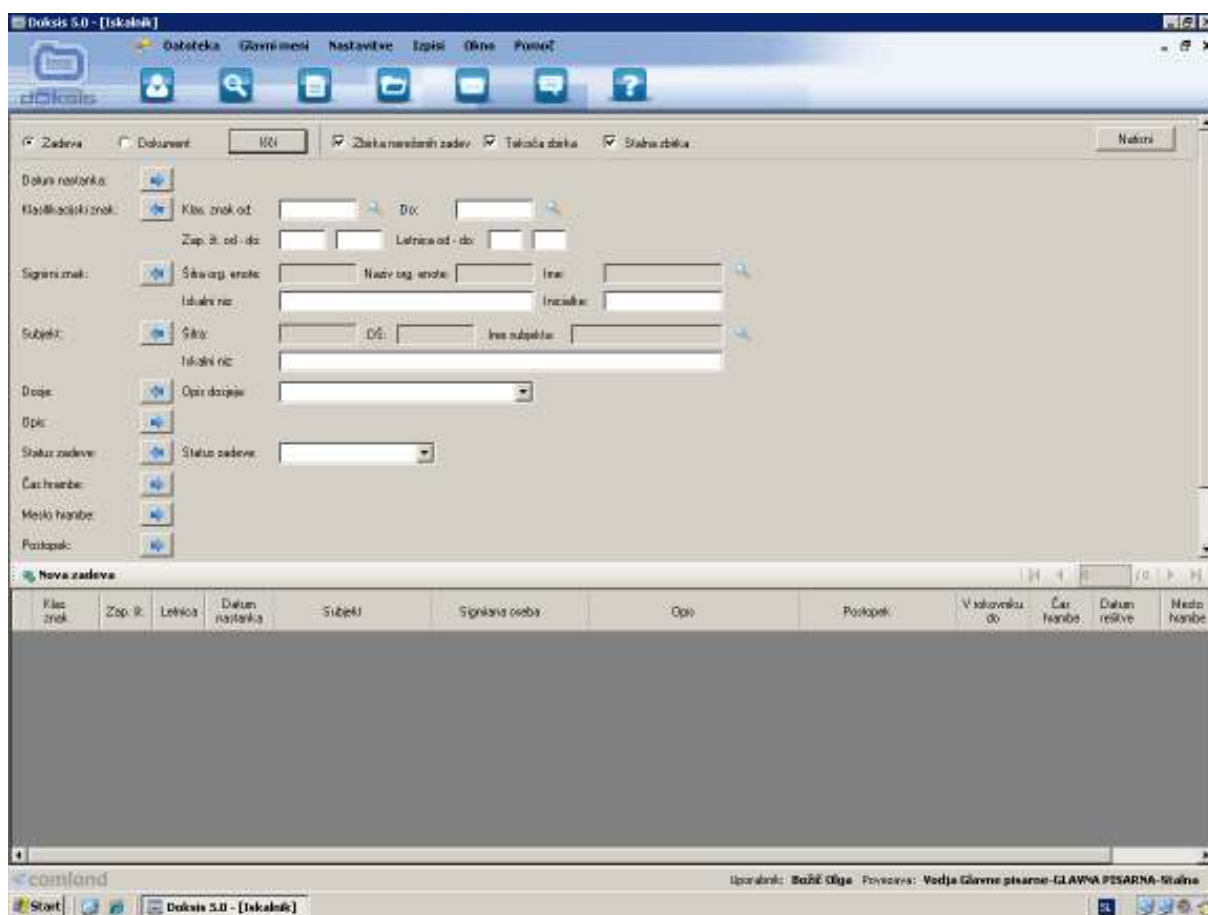 Doksis 5.0 - [Iskalnik]
Datoteka Glavni meni Nastavitve Izpisi Okno Pomoč
doksis
Zadeva Dokument Išči Zbirka nerešenih zadev Tekoča zbirka Stalna zbirka Natisni
Datum nastanka:
Klasifikacijski znak: Klas. znak od: Do:
Zap. št. od - do: Letnica od - do:
Signirni znak: Šifra org. enote: Naziv org. enote: Ime:
Iskalni niz: Inicialke:
Subjekt: Šifra: DŠ: Ime subjekta:
Iskalni niz:
Dosje: Opis dosjeja:
Opis:
Status zadeve: Status zadeve:
Čas hrambe:
Mesto hrambe:
Postopek:
Nova zadeva
Klas. znak Zap. št. Letnica Datum nastanka Subjekt Signirana oseba Opis Postopek V rokovniku do Čas hrambe Datum rešitve Mesto hrambe
comland
Uporabnik: Božič Olga Povezava: Vodja Glavne pisarne-GLAVNA PISARNA-Stalna
Start Doksis 5.0 - [Iskalnik] SL